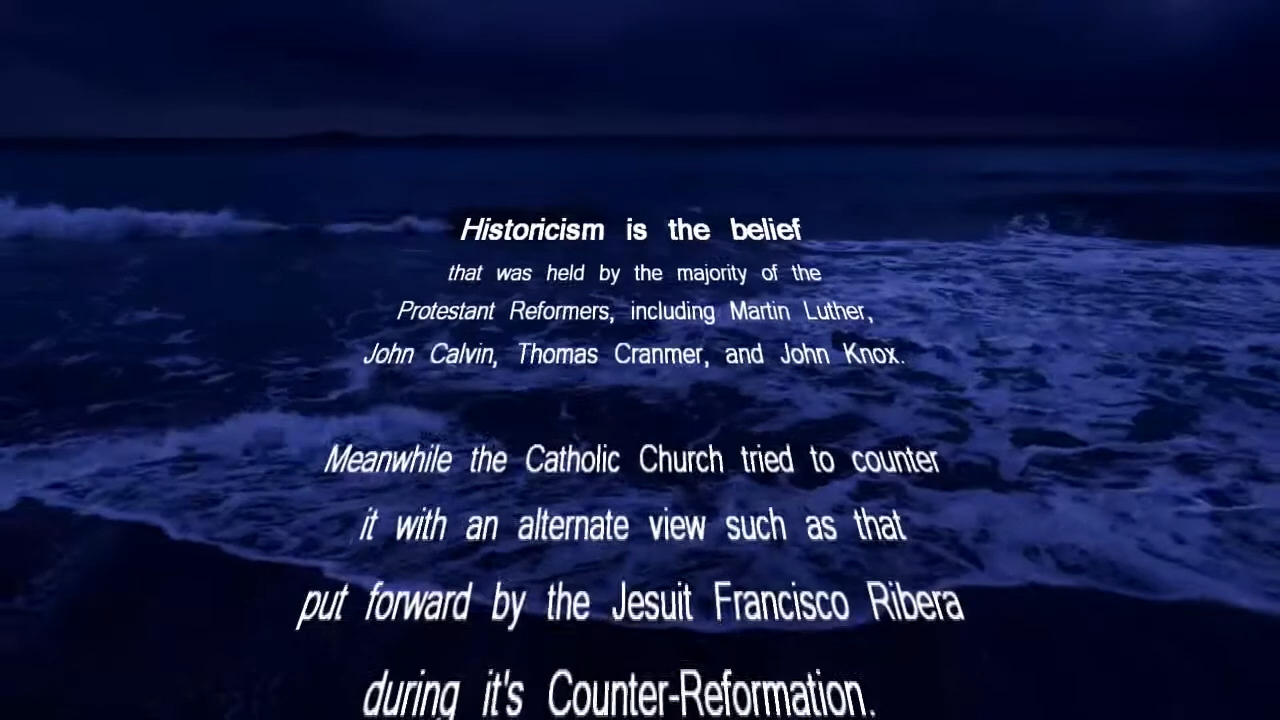 Historicism is the belief
that was held by the majority of the
Protestant Reformers, including Martin Luther,
John Calvin, Thomas Cranmer, and John Knox.
Meanwhile the Catholic Church tried to counter
it with an alternate view such as that
put forward by the Jesuit Francisco Ribera
during it's Counter-Reformation.